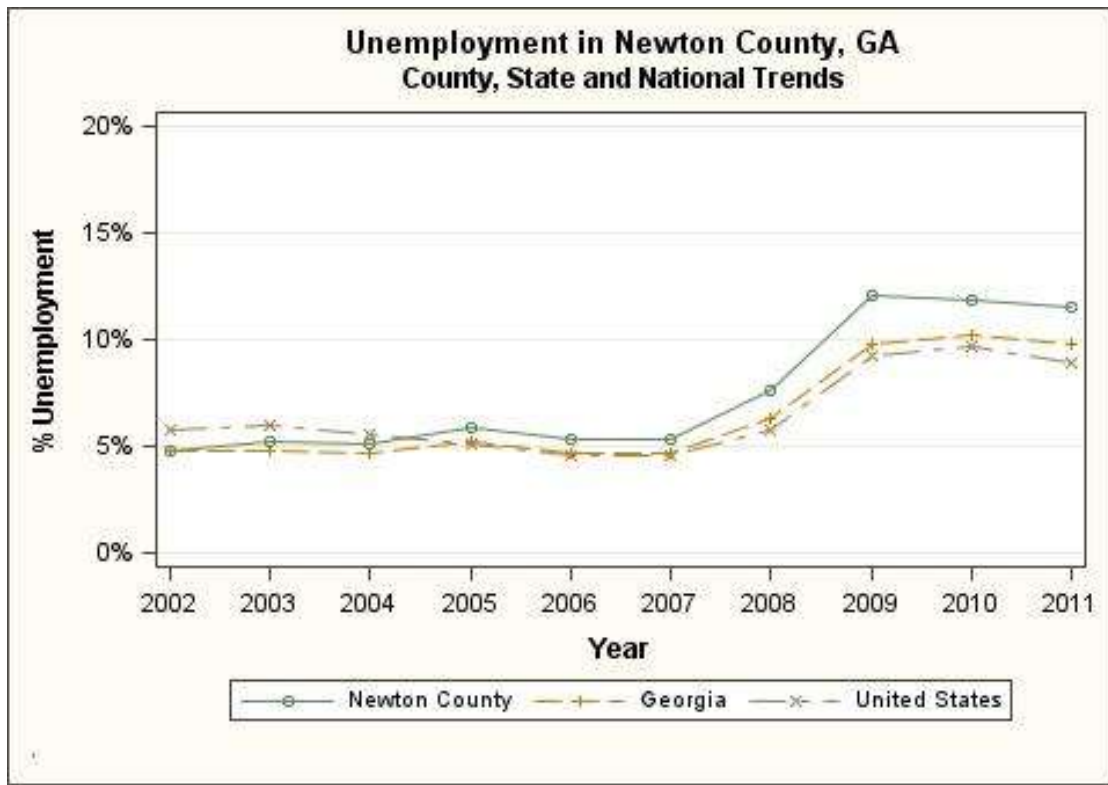 Unemployment in Newton County, GA
County, State and National Trends
20%
15%
10%
5%
0%
% Unemployment
2002 2003 2004 2005 2006 2007 2008 2009 2010 2011
Year
Newton County Georgia United States